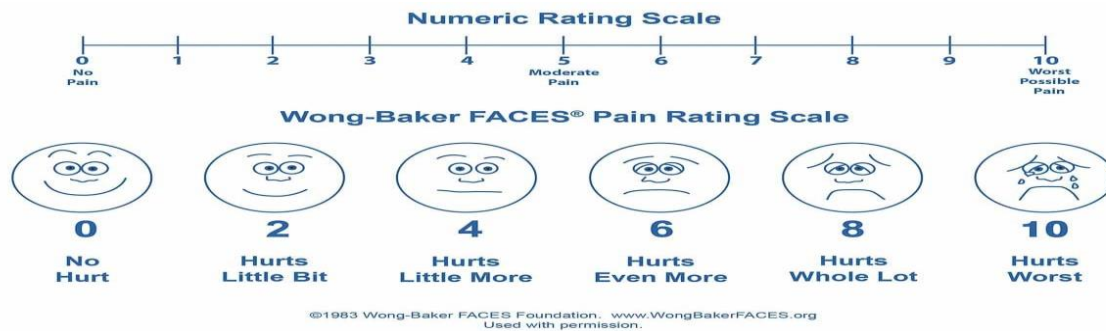 Numeric Rating Scale
0 1 2 3 4 5 6 7 8 9 10
No Pain
Moderate Pain
Worst Possible Pain
Wong-Baker FACES® Pain Rating Scale
0 2 4 6 8 10
No Hurt
Hurts Little Bit
Hurts Little More
Hurts Even More
Hurts Whole Lot
Hurts Worst
©1983 Wong-Baker FACES Foundation. www.WongBakerFACES.org
Used with permission.